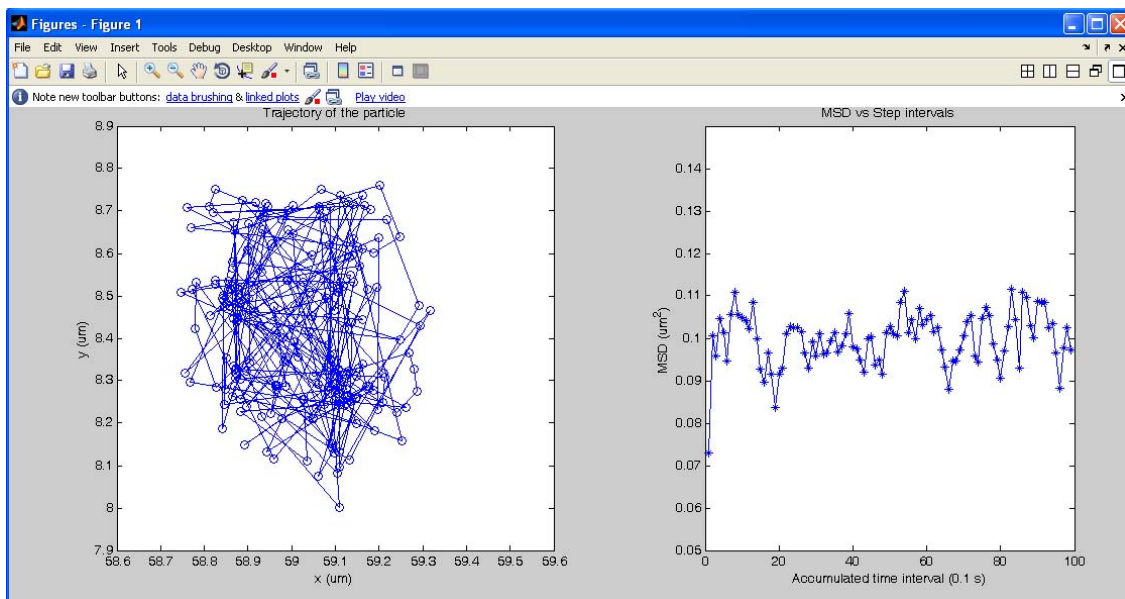 Figures - Figure 1
File Edit View Insert Tools Debug Desktop Window Help
Note new toolbar buttons: data brushing & linked plots Play video
Trajectory of the particle
8.9
8.8
8.7
8.6
8.5
8.4
8.3
8.2
8.1
8
7.9
y (um)
58.6 58.7 58.8 58.9 59 59.1 59.2 59.3 59.4 59.5 59.6
x (um)
MSD vs Step intervals
0.14
0.13
0.12
0.11
0.1
0.09
0.08
0.07
0.06
0.05
MSD (um²)
0 20 40 60 80 100
Accumulated time interval (0.1 s)